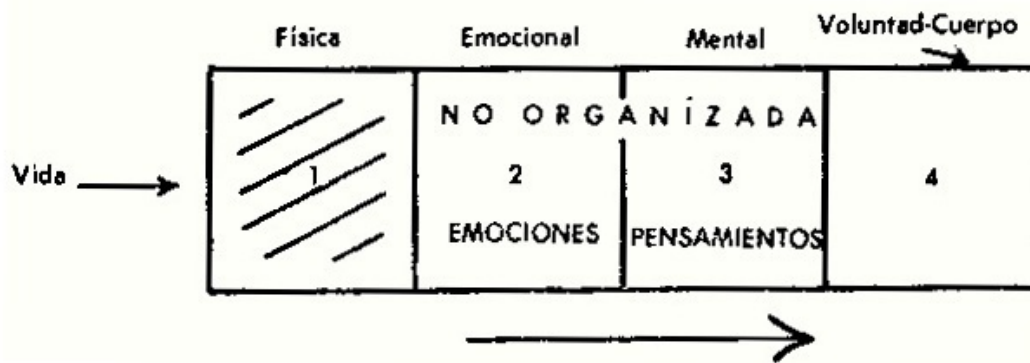 Física Emocional Mental Voluntad-Cuerpo
NO ORGANÍZADA
Vida 1 2 3 4
EMOCIONES PENSAMIENTOS